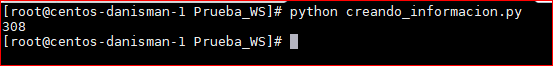 [root@centos-danisman-1 Prueba_WS]# python creando_informacion.py
308
[root@centos-danisman-1 Prueba_WS]#